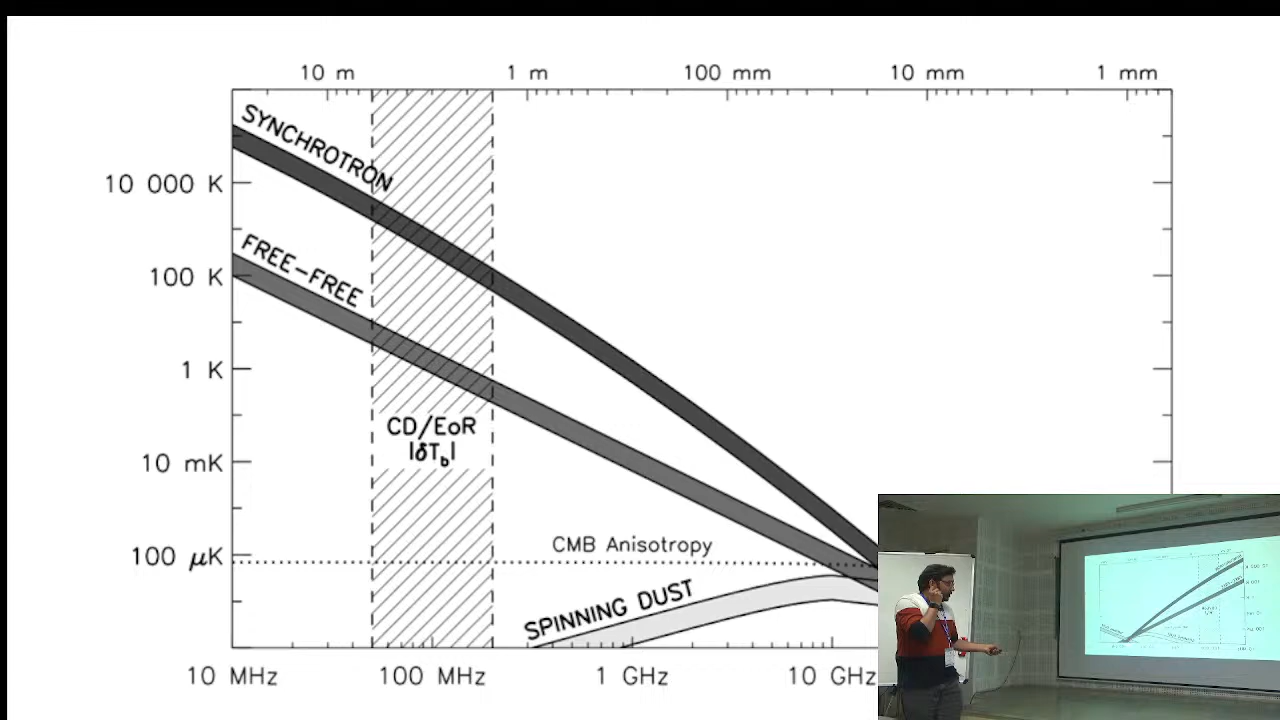 10 m
1 m
100 mm
10 mm
1 mm
SYNCHROTRON
10 000 K
FREE-FREE
100 K
1 K
CD/EoR
|δT_b|
10 mK
CMB Anisotropy
100 μK
SPINNING DUST
10 MHz
100 MHz
1 GHz
10 GHz